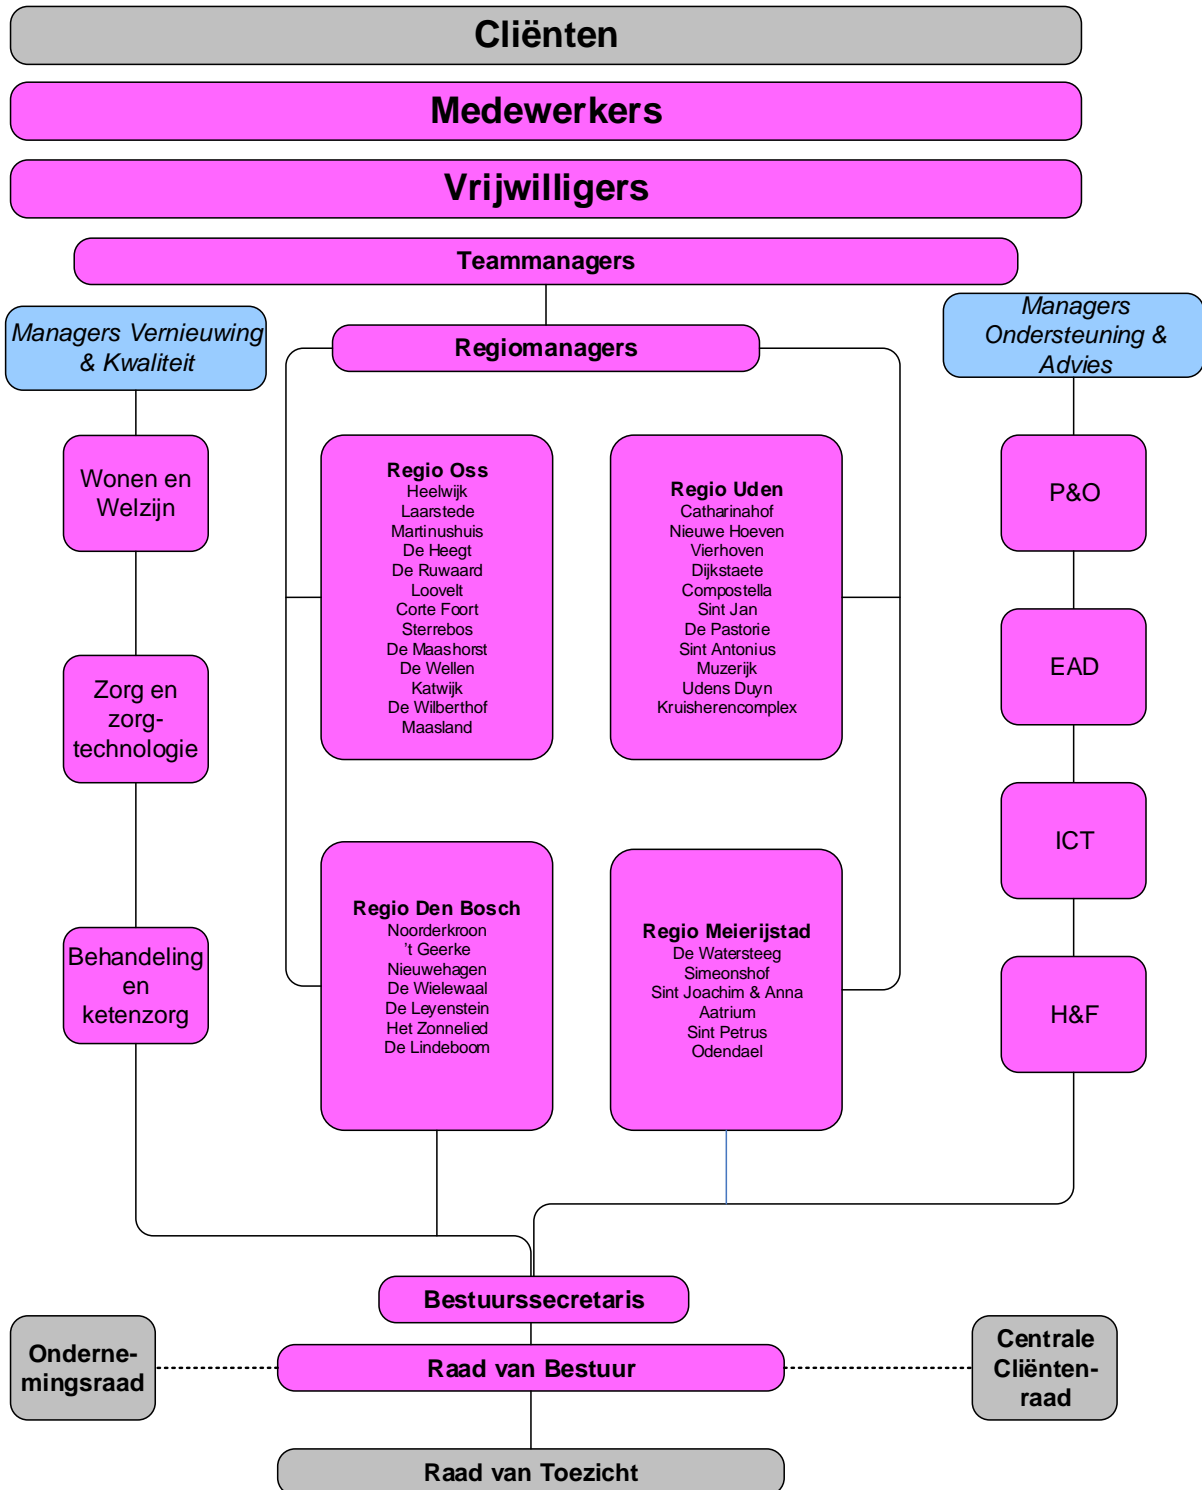 Cliënten
Medewerkers
Vrijwilligers
Teammanagers
Managers Vernieuwing
& Kwaliteit
Regiomanagers
Managers
Ondersteuning &
Advies
Wonen en
Welzijn
Zorg en
zorg-
technologie
Behandeling
en
ketenzorg
Regio Oss
Heelwijk
Laarstede
Martinushuis
De Heegt
De Ruwaard
Loovelt
Corte Foort
Sterrebos
De Maashorst
De Wellen
Katwijk
De Wilberthof
Maasland
Regio Uden
Catharinahof
Nieuwe Hoeven
Vierhoven
Dijkstaete
Compostella
Sint Jan
De Pastorie
Sint Antonius
Muzerijk
Udens Duyn
Kruisherencomplex
Regio Den Bosch
Noorderkroon
't Geerke
Nieuwehagen
De Wielewaal
De Leyenstein
Het Zonnelied
De Lindeboom
Regio Meierijstad
De Watersteeg
Simeonshof
Sint Joachim & Anna
Aatrium
Sint Petrus
Odendael
P&O
EAD
ICT
H&F
Bestuurssecretaris
Onderne-
mingsraad
Raad van Bestuur
Centrale
Cliënten-
raad
Raad van Toezicht